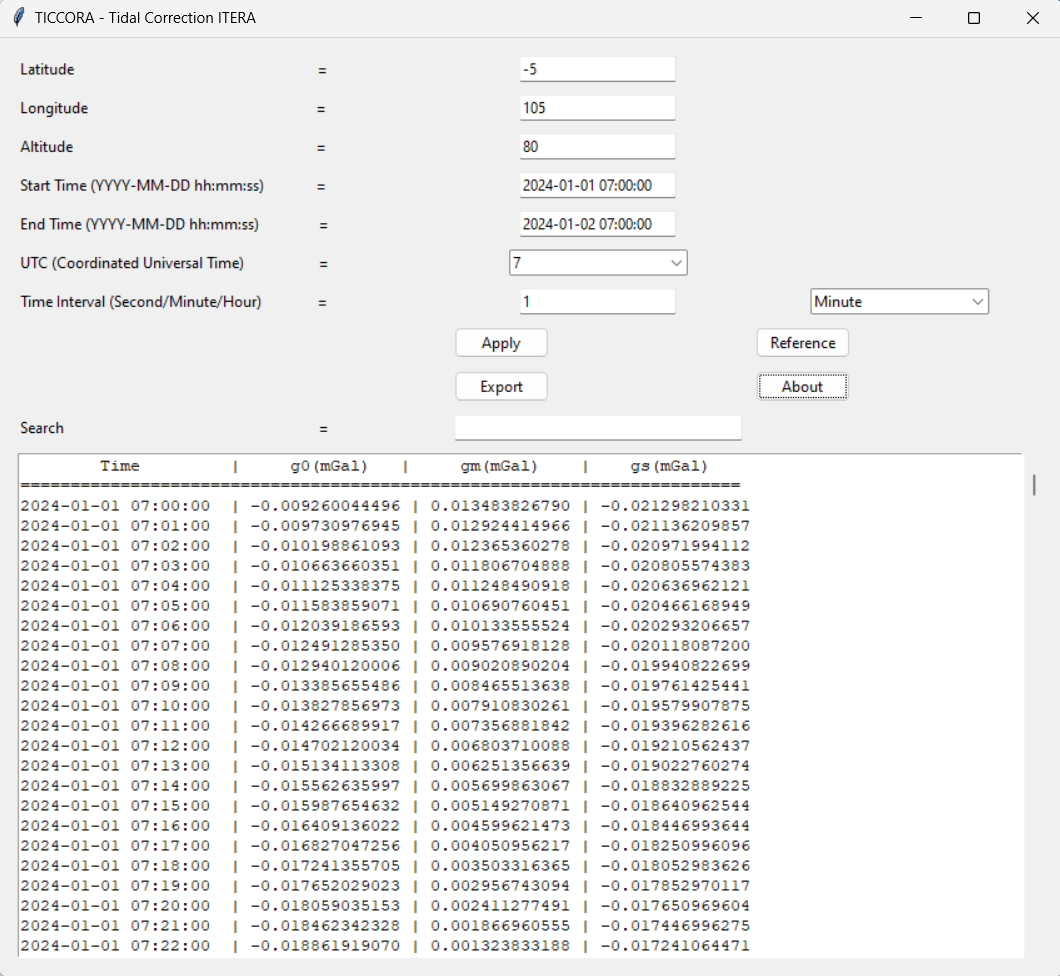 TICCORA - Tidal Correction ITERA
Latitude = -5
Longitude = 105
Altitude = 80
Start Time (YYYY-MM-DD hh:mm:ss) = 2024-01-01 07:00:00
End Time (YYYY-MM-DD hh:mm:ss) = 2024-01-02 07:00:00
UTC (Coordinated Universal Time) = 7
Time Interval (Second/Minute/Hour) = 1 Minute
Apply Reference
Export About
Search =
Time | g0(mGal) | gm(mGal) | gs(mGal)
========================================================================
2024-01-01 07:00:00 | -0.009260044496 | 0.013483826790 | -0.021298210331
2024-01-01 07:01:00 | -0.009730976945 | 0.012924414966 | -0.021136209857
2024-01-01 07:02:00 | -0.010198861093 | 0.012365360278 | -0.020971994112
2024-01-01 07:03:00 | -0.010663660351 | 0.011806704888 | -0.020805574383
2024-01-01 07:04:00 | -0.011125338375 | 0.011248490918 | -0.020636962121
2024-01-01 07:05:00 | -0.011583859071 | 0.010690760451 | -0.020466168949
2024-01-01 07:06:00 | -0.012039186593 | 0.010133555524 | -0.020293206657
2024-01-01 07:07:00 | -0.012491285350 | 0.009576918128 | -0.020118087200
2024-01-01 07:08:00 | -0.012940120006 | 0.009020890204 | -0.019940822699
2024-01-01 07:09:00 | -0.013385655486 | 0.008465513638 | -0.019761425441
2024-01-01 07:10:00 | -0.013827856973 | 0.007910830261 | -0.019579907875
2024-01-01 07:11:00 | -0.014266689917 | 0.007356881842 | -0.019396282616
2024-01-01 07:12:00 | -0.014702120034 | 0.006803710088 | -0.019210562437
2024-01-01 07:13:00 | -0.015134113308 | 0.006251356639 | -0.019022760274
2024-01-01 07:14:00 | -0.015562635997 | 0.005699863067 | -0.018832889225
2024-01-01 07:15:00 | -0.015987654632 | 0.005149270871 | -0.018640962544
2024-01-01 07:16:00 | -0.016409136022 | 0.004599621473 | -0.018446993644
2024-01-01 07:17:00 | -0.016827047256 | 0.004050956217 | -0.018250996096
2024-01-01 07:18:00 | -0.017241355705 | 0.003503316365 | -0.018052983626
2024-01-01 07:19:00 | -0.017652029023 | 0.002956743094 | -0.017852970117
2024-01-01 07:20:00 | -0.018059035153 | 0.002411277491 | -0.017650969604
2024-01-01 07:21:00 | -0.018462342328 | 0.001866960555 | -0.017446996275
2024-01-01 07:22:00 | -0.018861919070 | 0.001323833188 | -0.017241064471